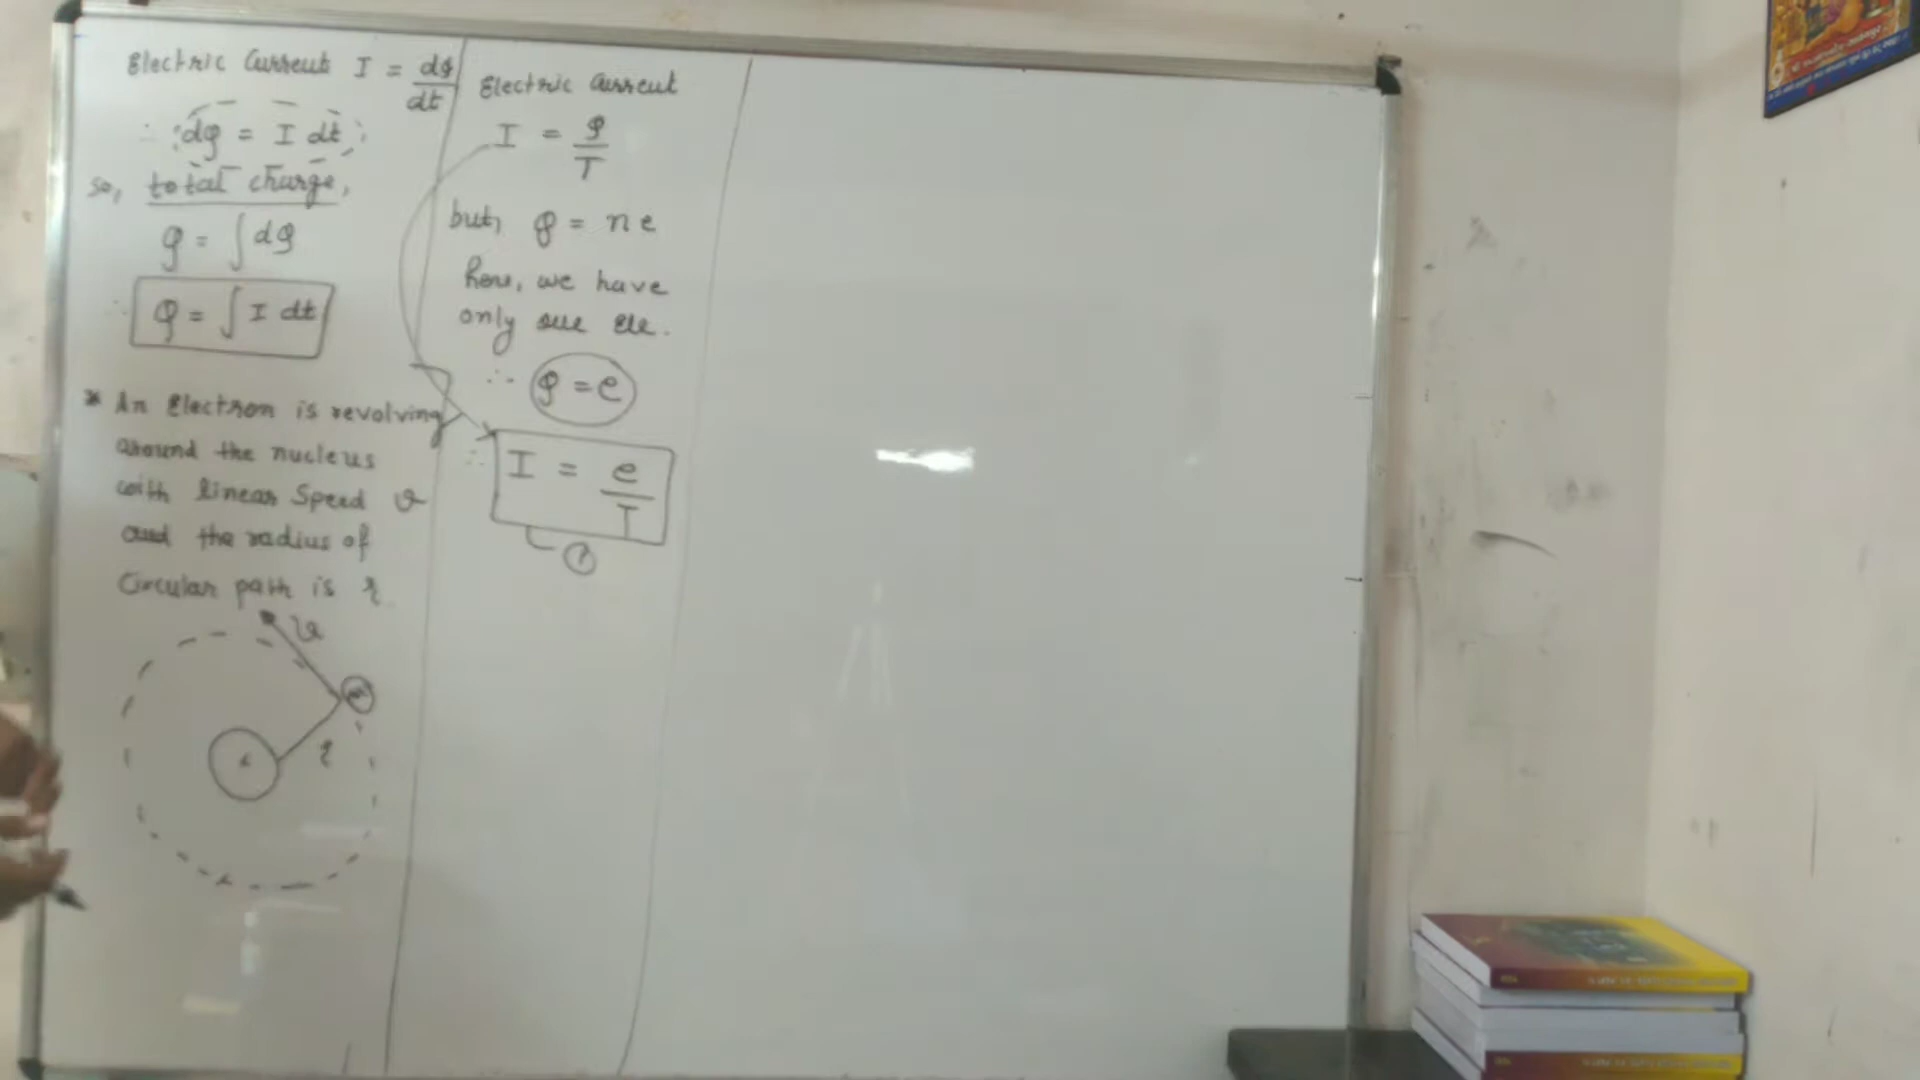 Electric Current I = dQ/dt
∴ dQ = I dt
so, total charge,
Q = ∫ dQ
∴ Q = ∫ I dt
* An Electron is revolving
around the nucleus
with linear Speed v
and the radius of
Circular path is r
v
r
Electric Current
I = Q/T
but, Q = ne
here, we have
only one ele.
∴ Q = e
∴ I = e/T
①